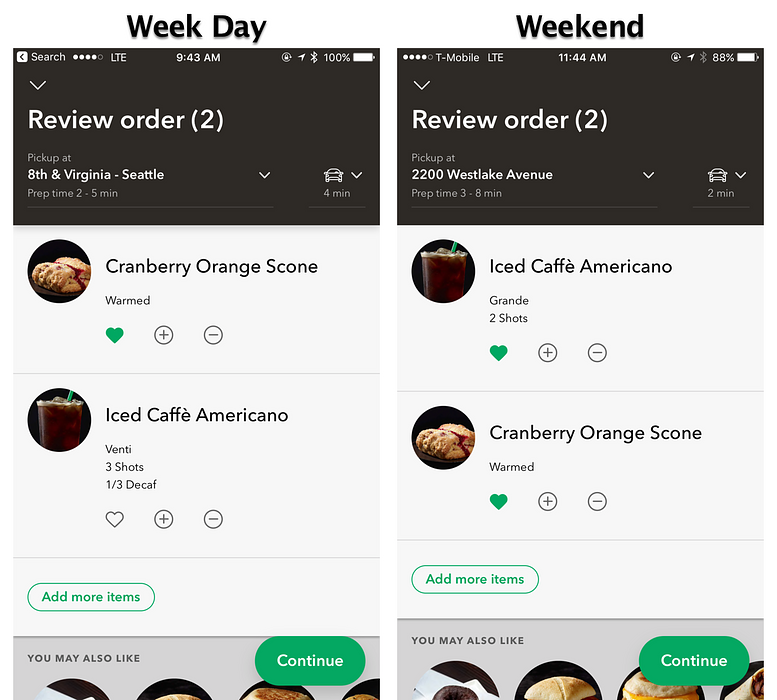 Week Day
Search LTE 9:43 AM 100%
Review order (2)
Pickup at
8th & Virginia - Seattle
Prep time 2 - 5 min
4 min
Cranberry Orange Scone
Warmed
Iced Caffè Americano
Venti
3 Shots
1/3 Decaf
Add more items
YOU MAY ALSO LIKE
Continue
Weekend
T-Mobile LTE 11:44 AM 88%
Review order (2)
Pickup at
2200 Westlake Avenue
Prep time 3 - 8 min
2 min
Iced Caffè Americano
Grande
2 Shots
Cranberry Orange Scone
Warmed
Add more items
YOU MAY ALSO LIKE
Continue